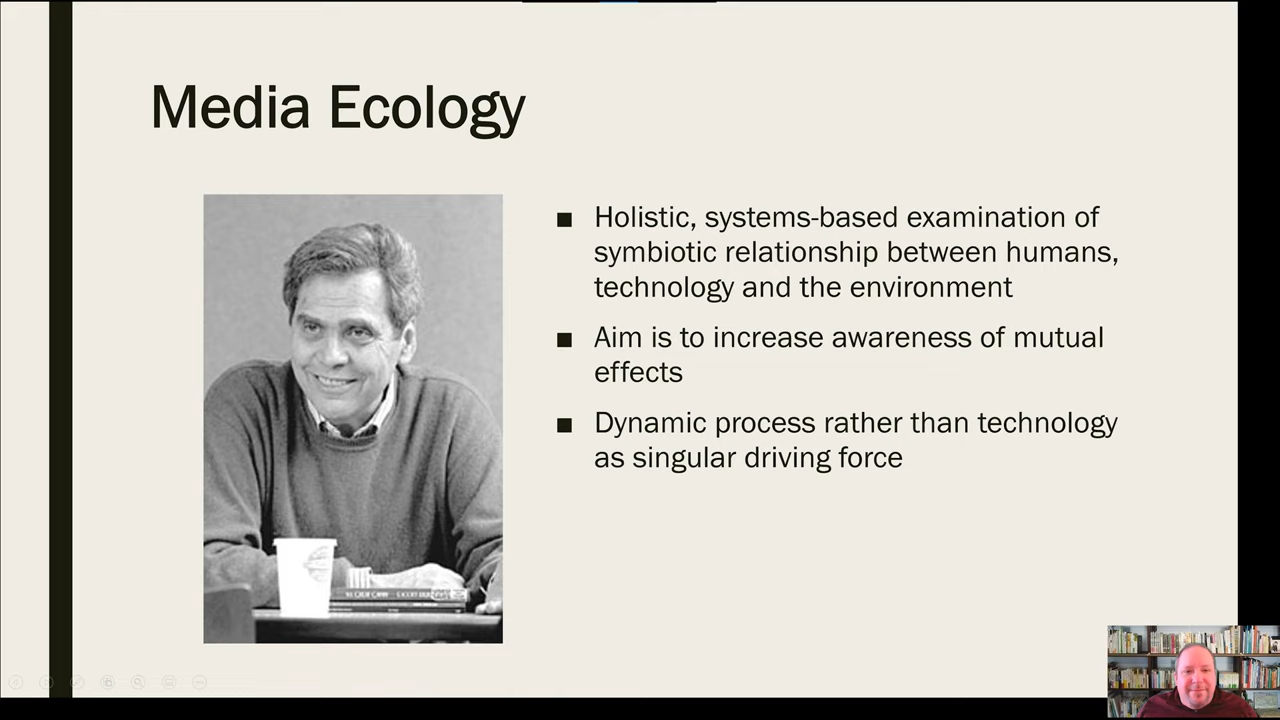 Media Ecology
■ Holistic, systems-based examination of
symbiotic relationship between humans,
technology and the environment
■ Aim is to increase awareness of mutual
effects
■ Dynamic process rather than technology
as singular driving force